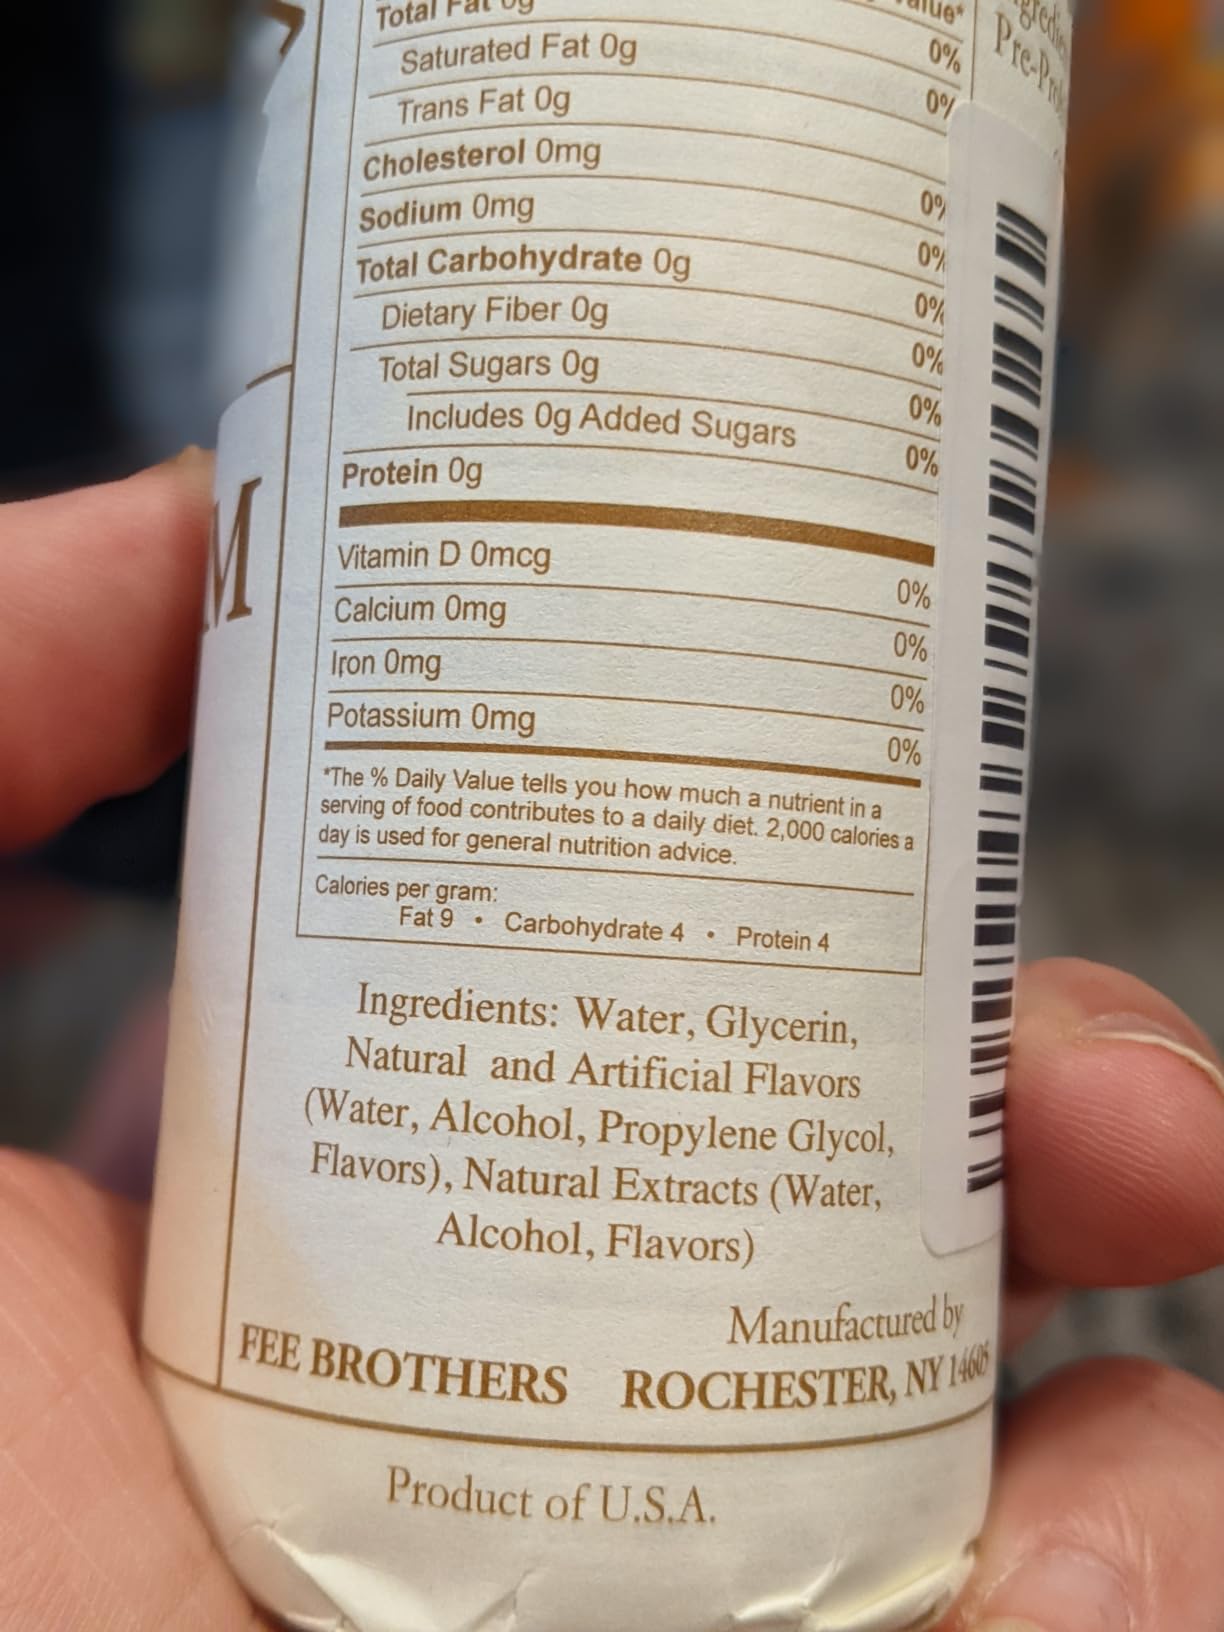 Total Fat 0g
Saturated Fat 0g 0%
Trans Fat 0g 0%
Cholesterol 0mg 0%
Sodium 0mg 0%
Total Carbohydrate 0g 0%
Dietary Fiber 0g 0%
Total Sugars 0g 0%
Includes 0g Added Sugars 0%
Protein 0g
Vitamin D 0mcg 0%
Calcium 0mg 0%
Iron 0mg 0%
Potassium 0mg 0%
*The % Daily Value tells you how much a nutrient in a
serving of food contributes to a daily diet. 2,000 calories a
day is used for general nutrition advice.
Calories per gram:
Fat 9 • Carbohydrate 4 • Protein 4
Ingredients: Water, Glycerin,
Natural and Artificial Flavors
(Water, Alcohol, Propylene Glycol,
Flavors), Natural Extracts (Water,
Alcohol, Flavors)
Manufactured by
FEE BROTHERS ROCHESTER, NY 14605
Product of U.S.A.
M